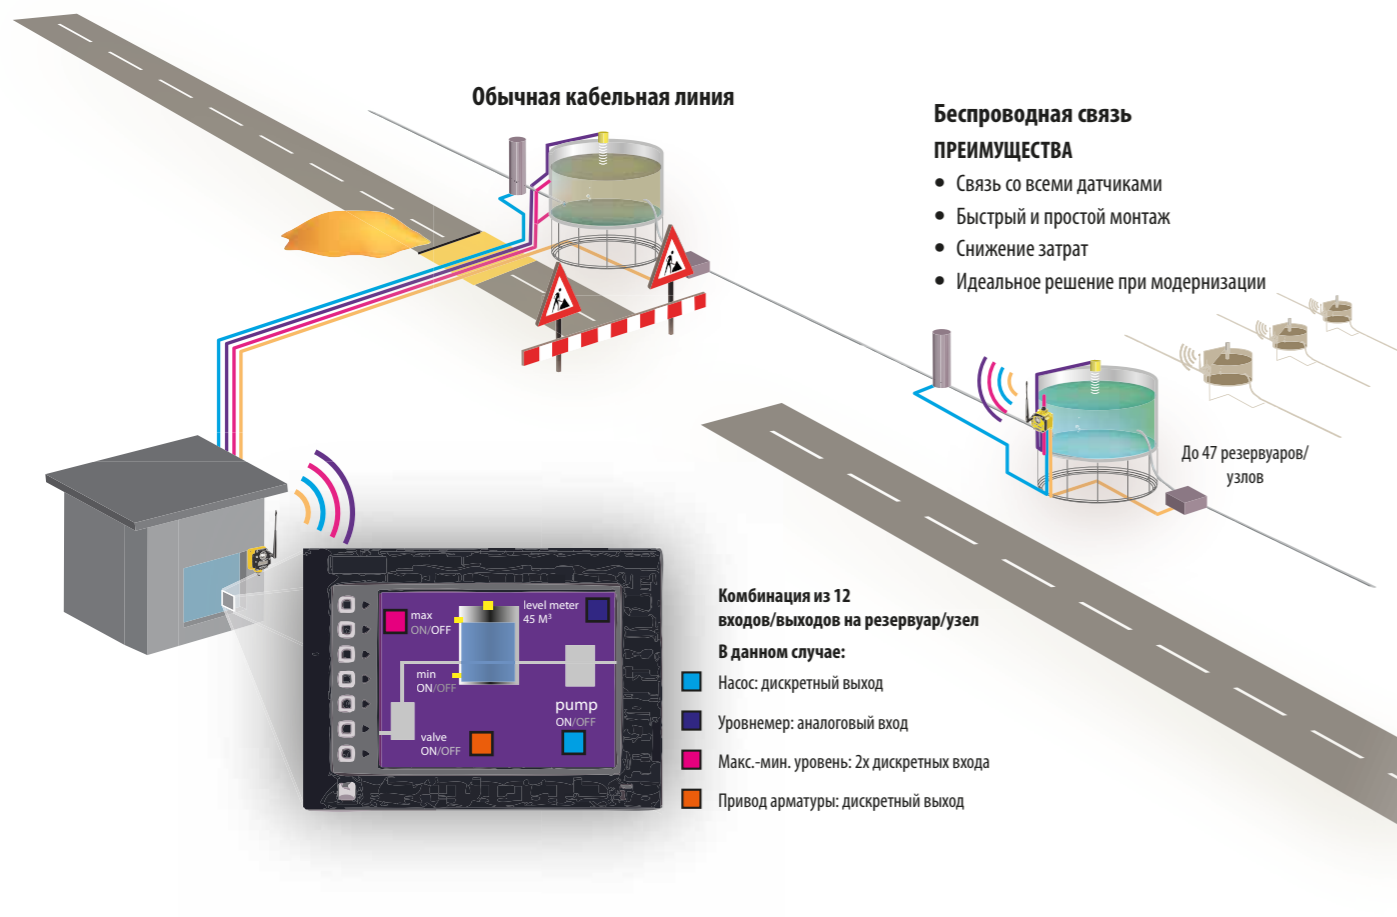 Обычная кабельная линия
Беспроводная связь
ПРЕИМУЩЕСТВА
• Связь со всеми датчиками
• Быстрый и простой монтаж
• Снижение затрат
• Идеальное решение при модернизации
До 47 резервуаров/
узлов
max
ON/OFF
level meter
45 M³
min
ON/OFF
pump
ON/OFF
valve
ON/OFF
Комбинация из 12
входов/выходов на резервуар/узел
В данном случае:
Насос: дискретный выход
Уровнемер: аналоговый вход
Макс.-мин. уровень: 2х дискретных входа
Привод арматуры: дискретный выход